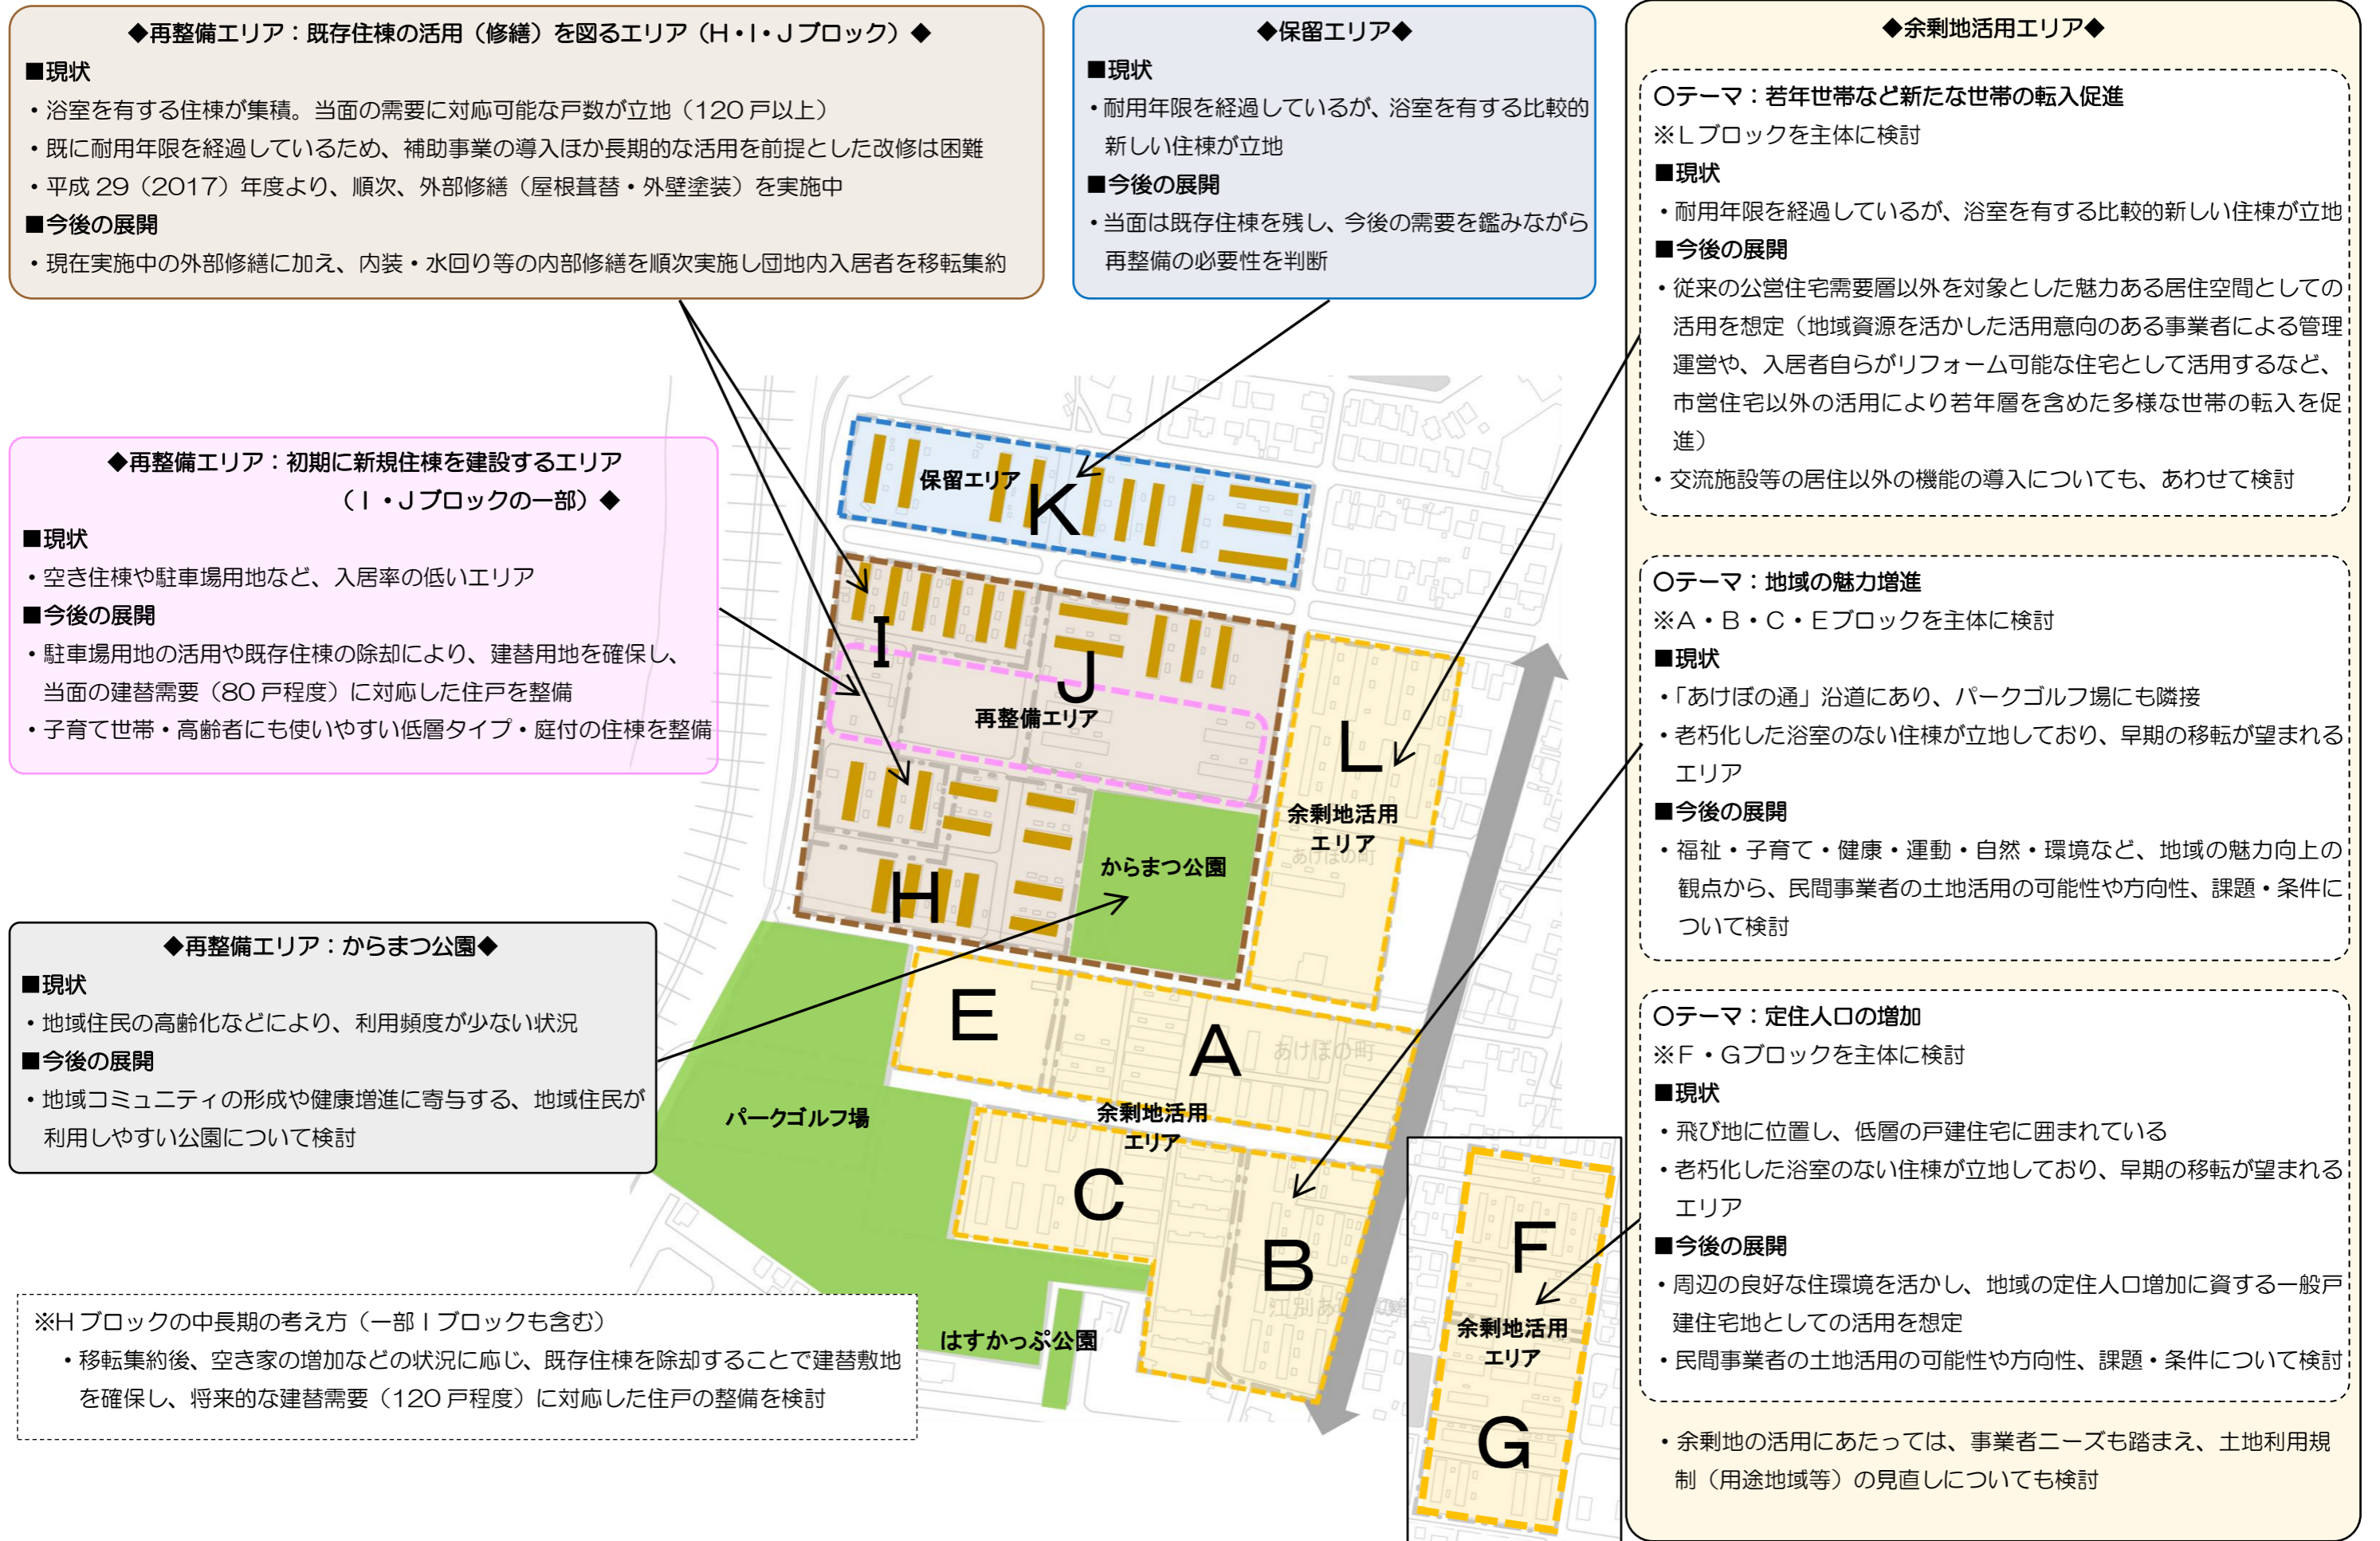 ◆再整備エリア：既存住棟の活用（修繕）を図るエリア（H・I・Jブロック）◆
■現状
・浴室を有する住棟が集積。当面の需要に対応可能な戸数が立地（120戸以上）
・既に耐用年限を経過しているため、補助事業の導入ほか長期的な活用を前提とした改修は困難
・平成29（2017）年度より、順次、外部修繕（屋根葺替・外壁塗装）を実施中
■今後の展開
・現在実施中の外部修繕に加え、内装・水回り等の内部修繕を順次実施し団地内入居者を移転集約
◆保留エリア◆
■現状
・耐用年限を経過しているが、浴室を有する比較的
新しい住棟が立地
■今後の展開
・当面は既存住棟を残し、今後の需要を鑑みながら
再整備の必要性を判断
◆再整備エリア：初期に新規住棟を建設するエリア
（I・Jブロックの一部）◆
■現状
・空き住棟や駐車場用地など、入居率の低いエリア
■今後の展開
・駐車場用地の活用や既存住棟の除却により、建替用地を確保し、
当面の建替需要（80戸程度）に対応した住戸を整備
・子育て世帯・高齢者にも使いやすい低層タイプ・庭付の住棟を整備
◆再整備エリア：からまつ公園◆
■現状
・地域住民の高齢化などにより、利用頻度が少ない状況
■今後の展開
・地域コミュニティの形成や健康増進に寄与する、地域住民が
利用しやすい公園について検討
※Hブロックの中長期の考え方（一部Iブロックも含む）
・移転集約後、空き家の増加などの状況に応じ、既存住棟を除却することで建替敷地
を確保し、将来的な建替需要（120戸程度）に対応した住戸の整備を検討
保留エリア
K
I
J
再整備エリア
L
余剰地活用
エリア
あけぼの町
からまつ公園
H
E
A
あけぼの町
パークゴルフ場
余剰地活用
エリア
C
B
江別あ
はすかっぷ公園
F
余剰地活用
エリア
G
◆余剰地活用エリア◆
○テーマ：若年世帯など新たな世帯の転入促進
※Lブロックを主体に検討
■現状
・耐用年限を経過しているが、浴室を有する比較的新しい住棟が立地
■今後の展開
・従来の公営住宅需要層以外を対象とした魅力ある居住空間としての
活用を想定（地域資源を活かした活用意向のある事業者による管理
運営や、入居者自らがリフォーム可能な住宅として活用するなど、
市営住宅以外の活用により若年層を含めた多様な世帯の転入を促
進）
・交流施設等の居住以外の機能の導入についても、あわせて検討
○テーマ：地域の魅力増進
※A・B・C・Eブロックを主体に検討
■現状
・「あけぼの通」沿道にあり、パークゴルフ場にも隣接
・老朽化した浴室のない住棟が立地しており、早期の移転が望まれる
エリア
■今後の展開
・福祉・子育て・健康・運動・自然・環境など、地域の魅力向上の
観点から、民間事業者の土地活用の可能性や方向性、課題・条件に
ついて検討
○テーマ：定住人口の増加
※F・Gブロックを主体に検討
■現状
・飛び地に位置し、低層の戸建住宅に囲まれている
・老朽化した浴室のない住棟が立地しており、早期の移転が望まれる
エリア
■今後の展開
・周辺の良好な住環境を活かし、地域の定住人口増加に資する一般戸
建住宅地としての活用を想定
・民間事業者の土地活用の可能性や方向性、課題・条件について検討
・余剰地の活用にあたっては、事業者ニーズも踏まえ、土地利用規
制（用途地域等）の見直しについても検討